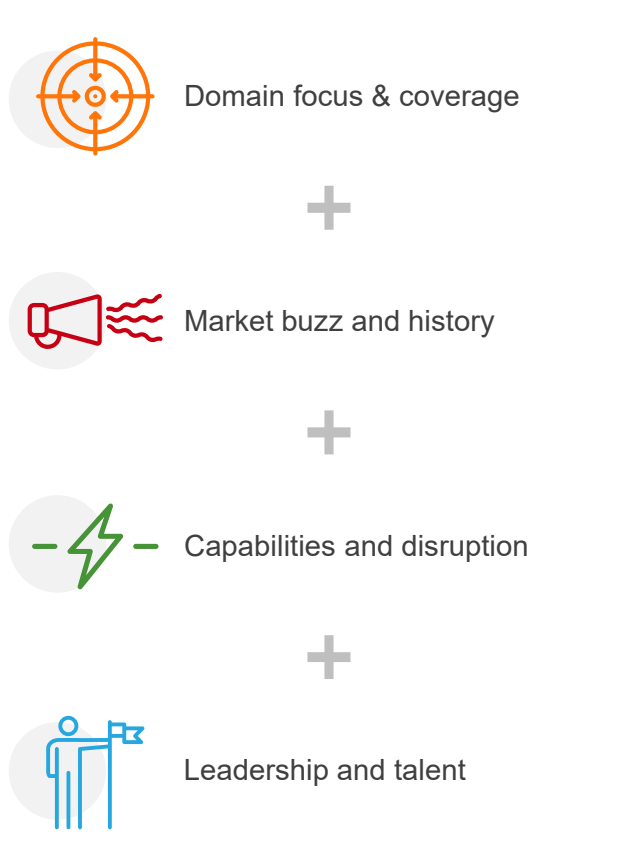 Domain focus & coverage
+
Market buzz and history
+
Capabilities and disruption
+
Leadership and talent